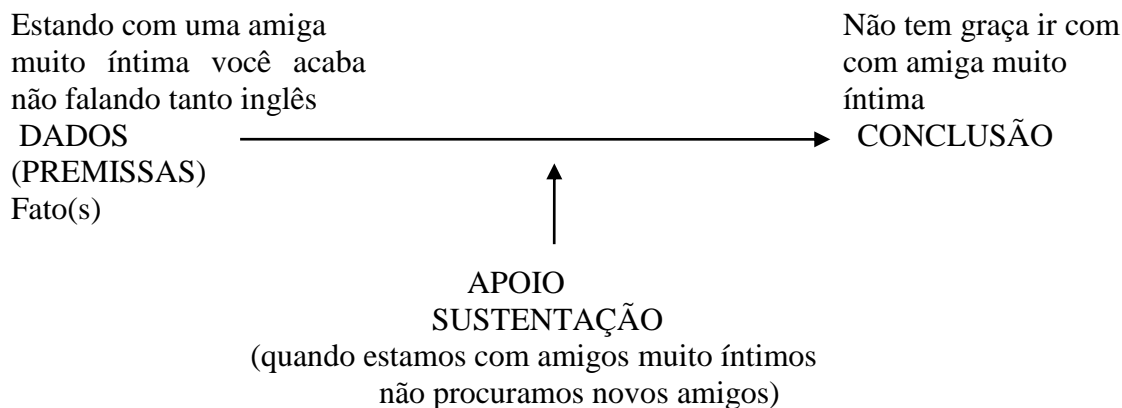 Estando com uma amiga
muito íntima você acaba
não falando tanto inglês
DADOS
(PREMISSAS)
Fato(s)
Não tem graça ir com
com amiga muito
íntima
CONCLUSÃO
APOIO
SUSTENTAÇÃO
(quando estamos com amigos muito íntimos
não procuramos novos amigos)